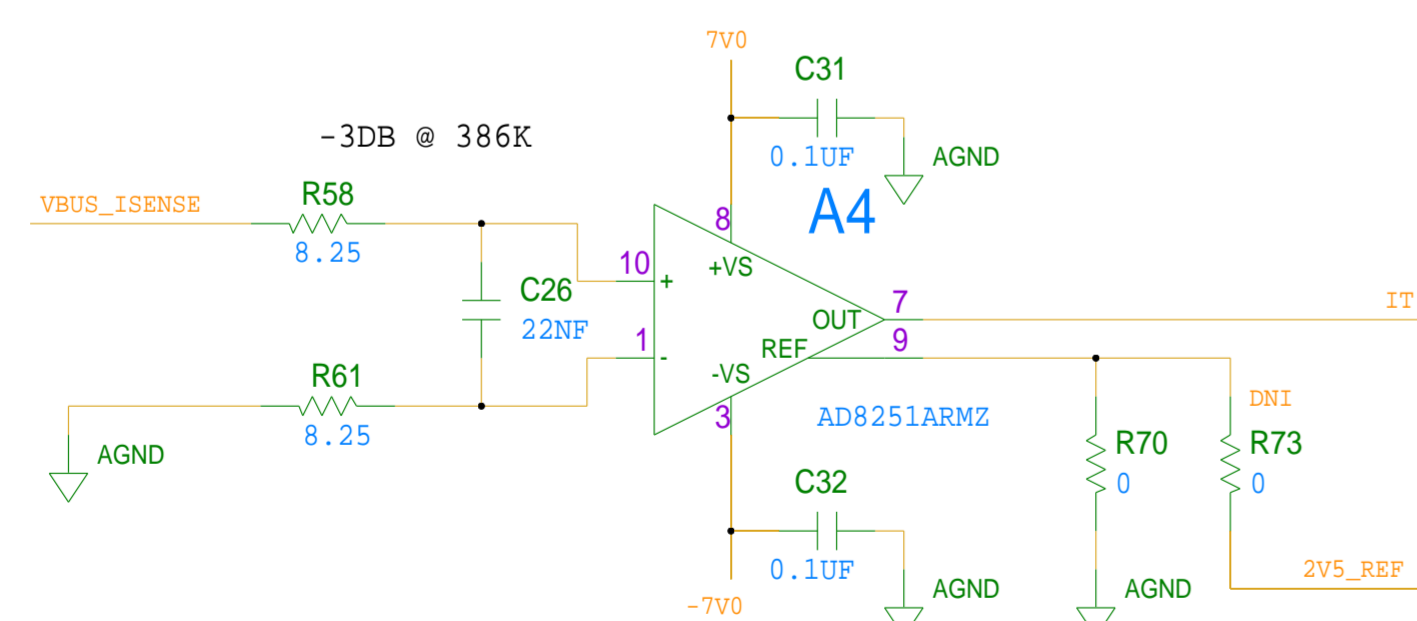 7V0
C31
-3DB @ 386K
0.1UF
AGND
VBUS_ISENSE
R58
8.25
A4
8
+VS
10
+
C26
22NF
7
OUT
IT
1
-
REF
9
-VS
R61
8.25
3
AD8251ARMZ
DNI
AGND
R70
0
R73
0
C32
0.1UF
-7V0
AGND
AGND
2V5_REF